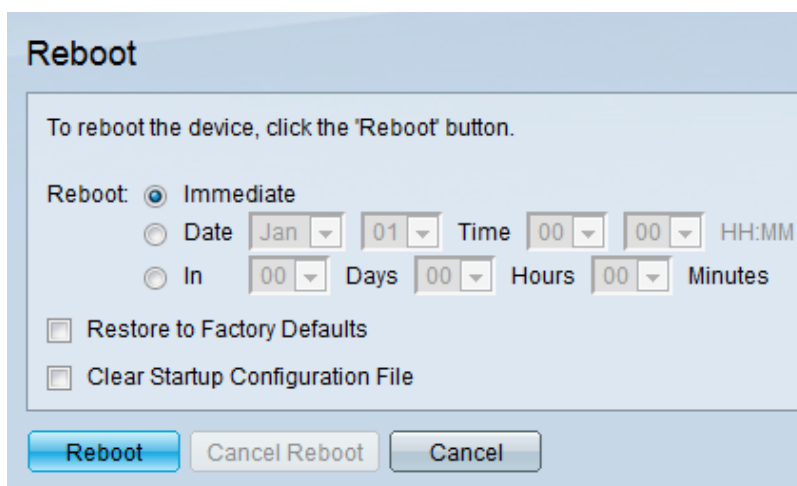 Reboot
To reboot the device, click the 'Reboot' button.
Reboot: Immediate
Date Jan 01 Time 00 00 HH:MM
In 00 Days 00 Hours 00 Minutes
Restore to Factory Defaults
Clear Startup Configuration File
Reboot Cancel Reboot Cancel